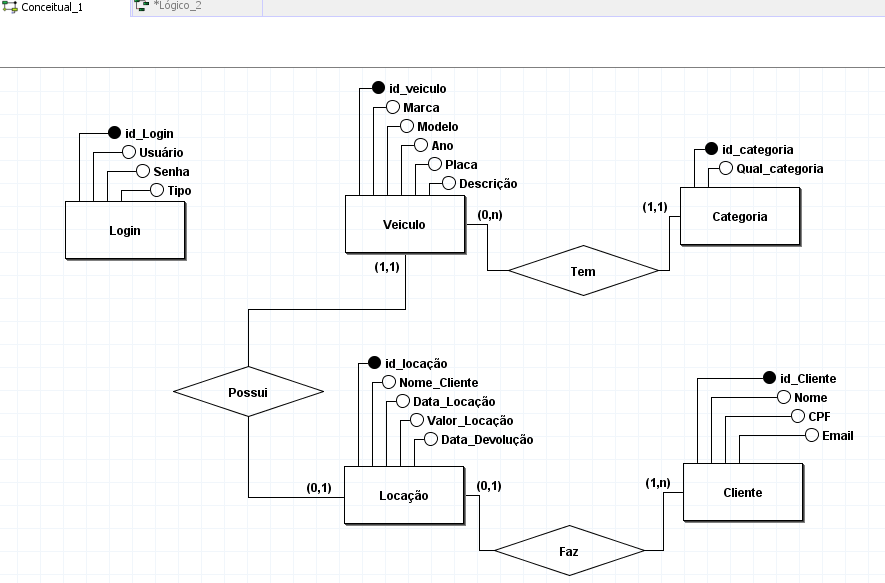 Conceitual_1
*Lógico_2
id_veiculo
Marca
Modelo
Ano
Placa
Descrição
Veiculo
id_Login
Usuário
Senha
Tipo
Login
id_categoria
Qual_categoria
Categoria
(0,n)
(1,1)
Tem
(1,1)
Possui
(0,1)
id_locação
Nome_Cliente
Data_Locação
Valor_Locação
Data_Devolução
Locação
(0,1)
id_Cliente
Nome
CPF
Email
Cliente
(1,n)
Faz